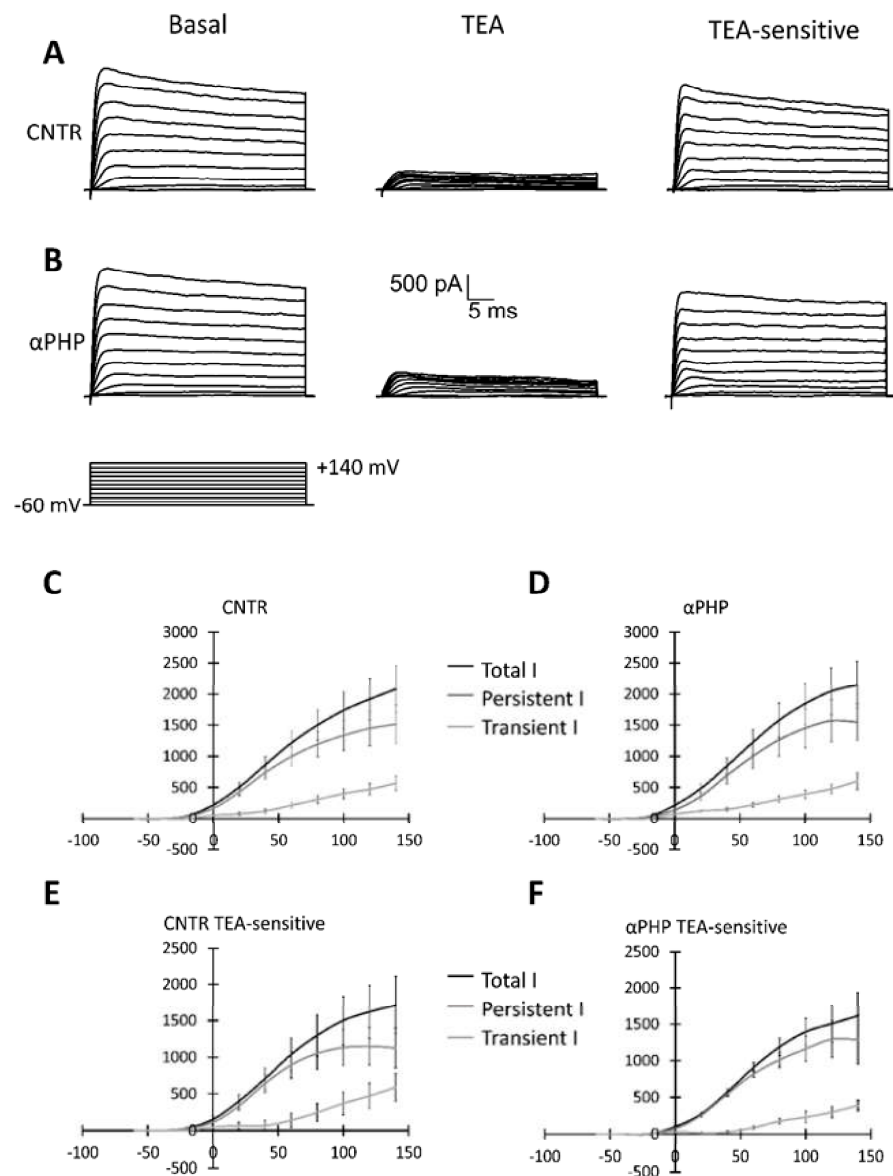 Basal TEA TEA-sensitive
A
CNTR
B
αPHP
500 pA
5 ms
-60 mV
+140 mV
C
CNTR
3000
2500
2000
1500
1000
500
0
-500
-100 -50 0 50 100 150
Total I
Persistent I
Transient I
D
αPHP
3000
2500
2000
1500
1000
500
0
-500
-100 -50 0 50 100 150
E
CNTR TEA-sensitive
2500
2000
1500
1000
500
0
-500
-100 -50 0 50 100 150
Total I
Persistent I
Transient I
F
αPHP TEA-sensitive
2500
2000
1500
1000
500
0
-500
-100 -50 0 50 100 150